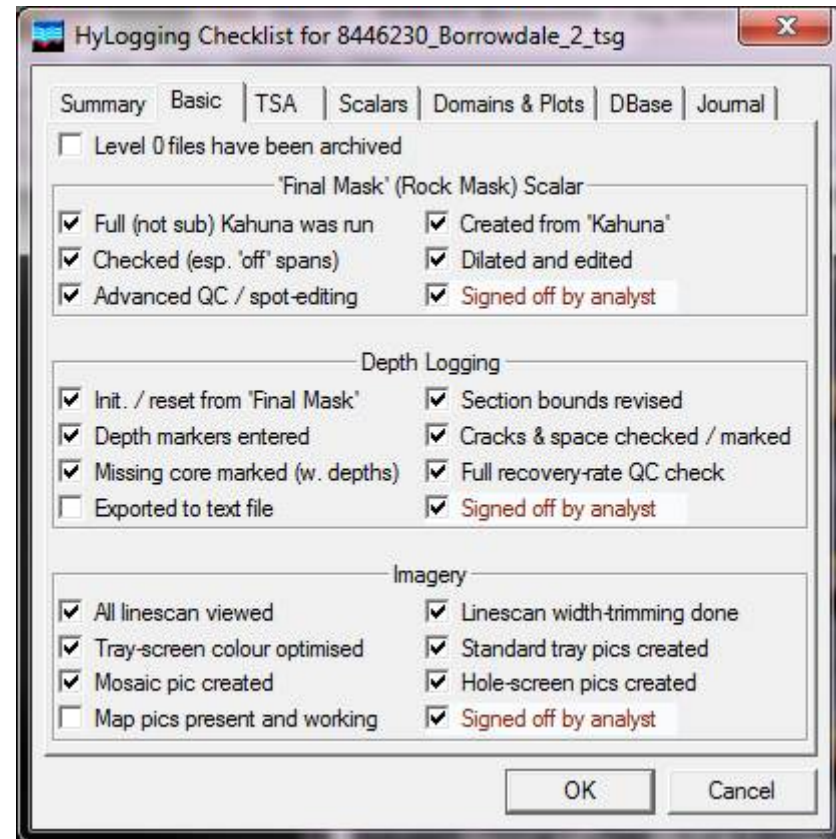 HyLogging Checklist for 8446230_Borrowdale_2_tsg
Summary Basic TSA Scalars Domains & Plots DBase Journal
Level 0 files have been archived
'Final Mask' (Rock Mask) Scalar
Full (not sub) Kahuna was run Created from 'Kahuna'
Checked (esp. 'off' spans) Dilated and edited
Advanced QC / spot-editing Signed off by analyst
Depth Logging
Init. / reset from 'Final Mask' Section bounds revised
Depth markers entered Cracks & space checked / marked
Missing core marked (w. depths) Full recovery-rate QC check
Exported to text file Signed off by analyst
Imagery
All linescan viewed Linescan width-trimming done
Tray-screen colour optimised Standard tray pics created
Mosaic pic created Hole-screen pics created
Map pics present and working Signed off by analyst
OK Cancel